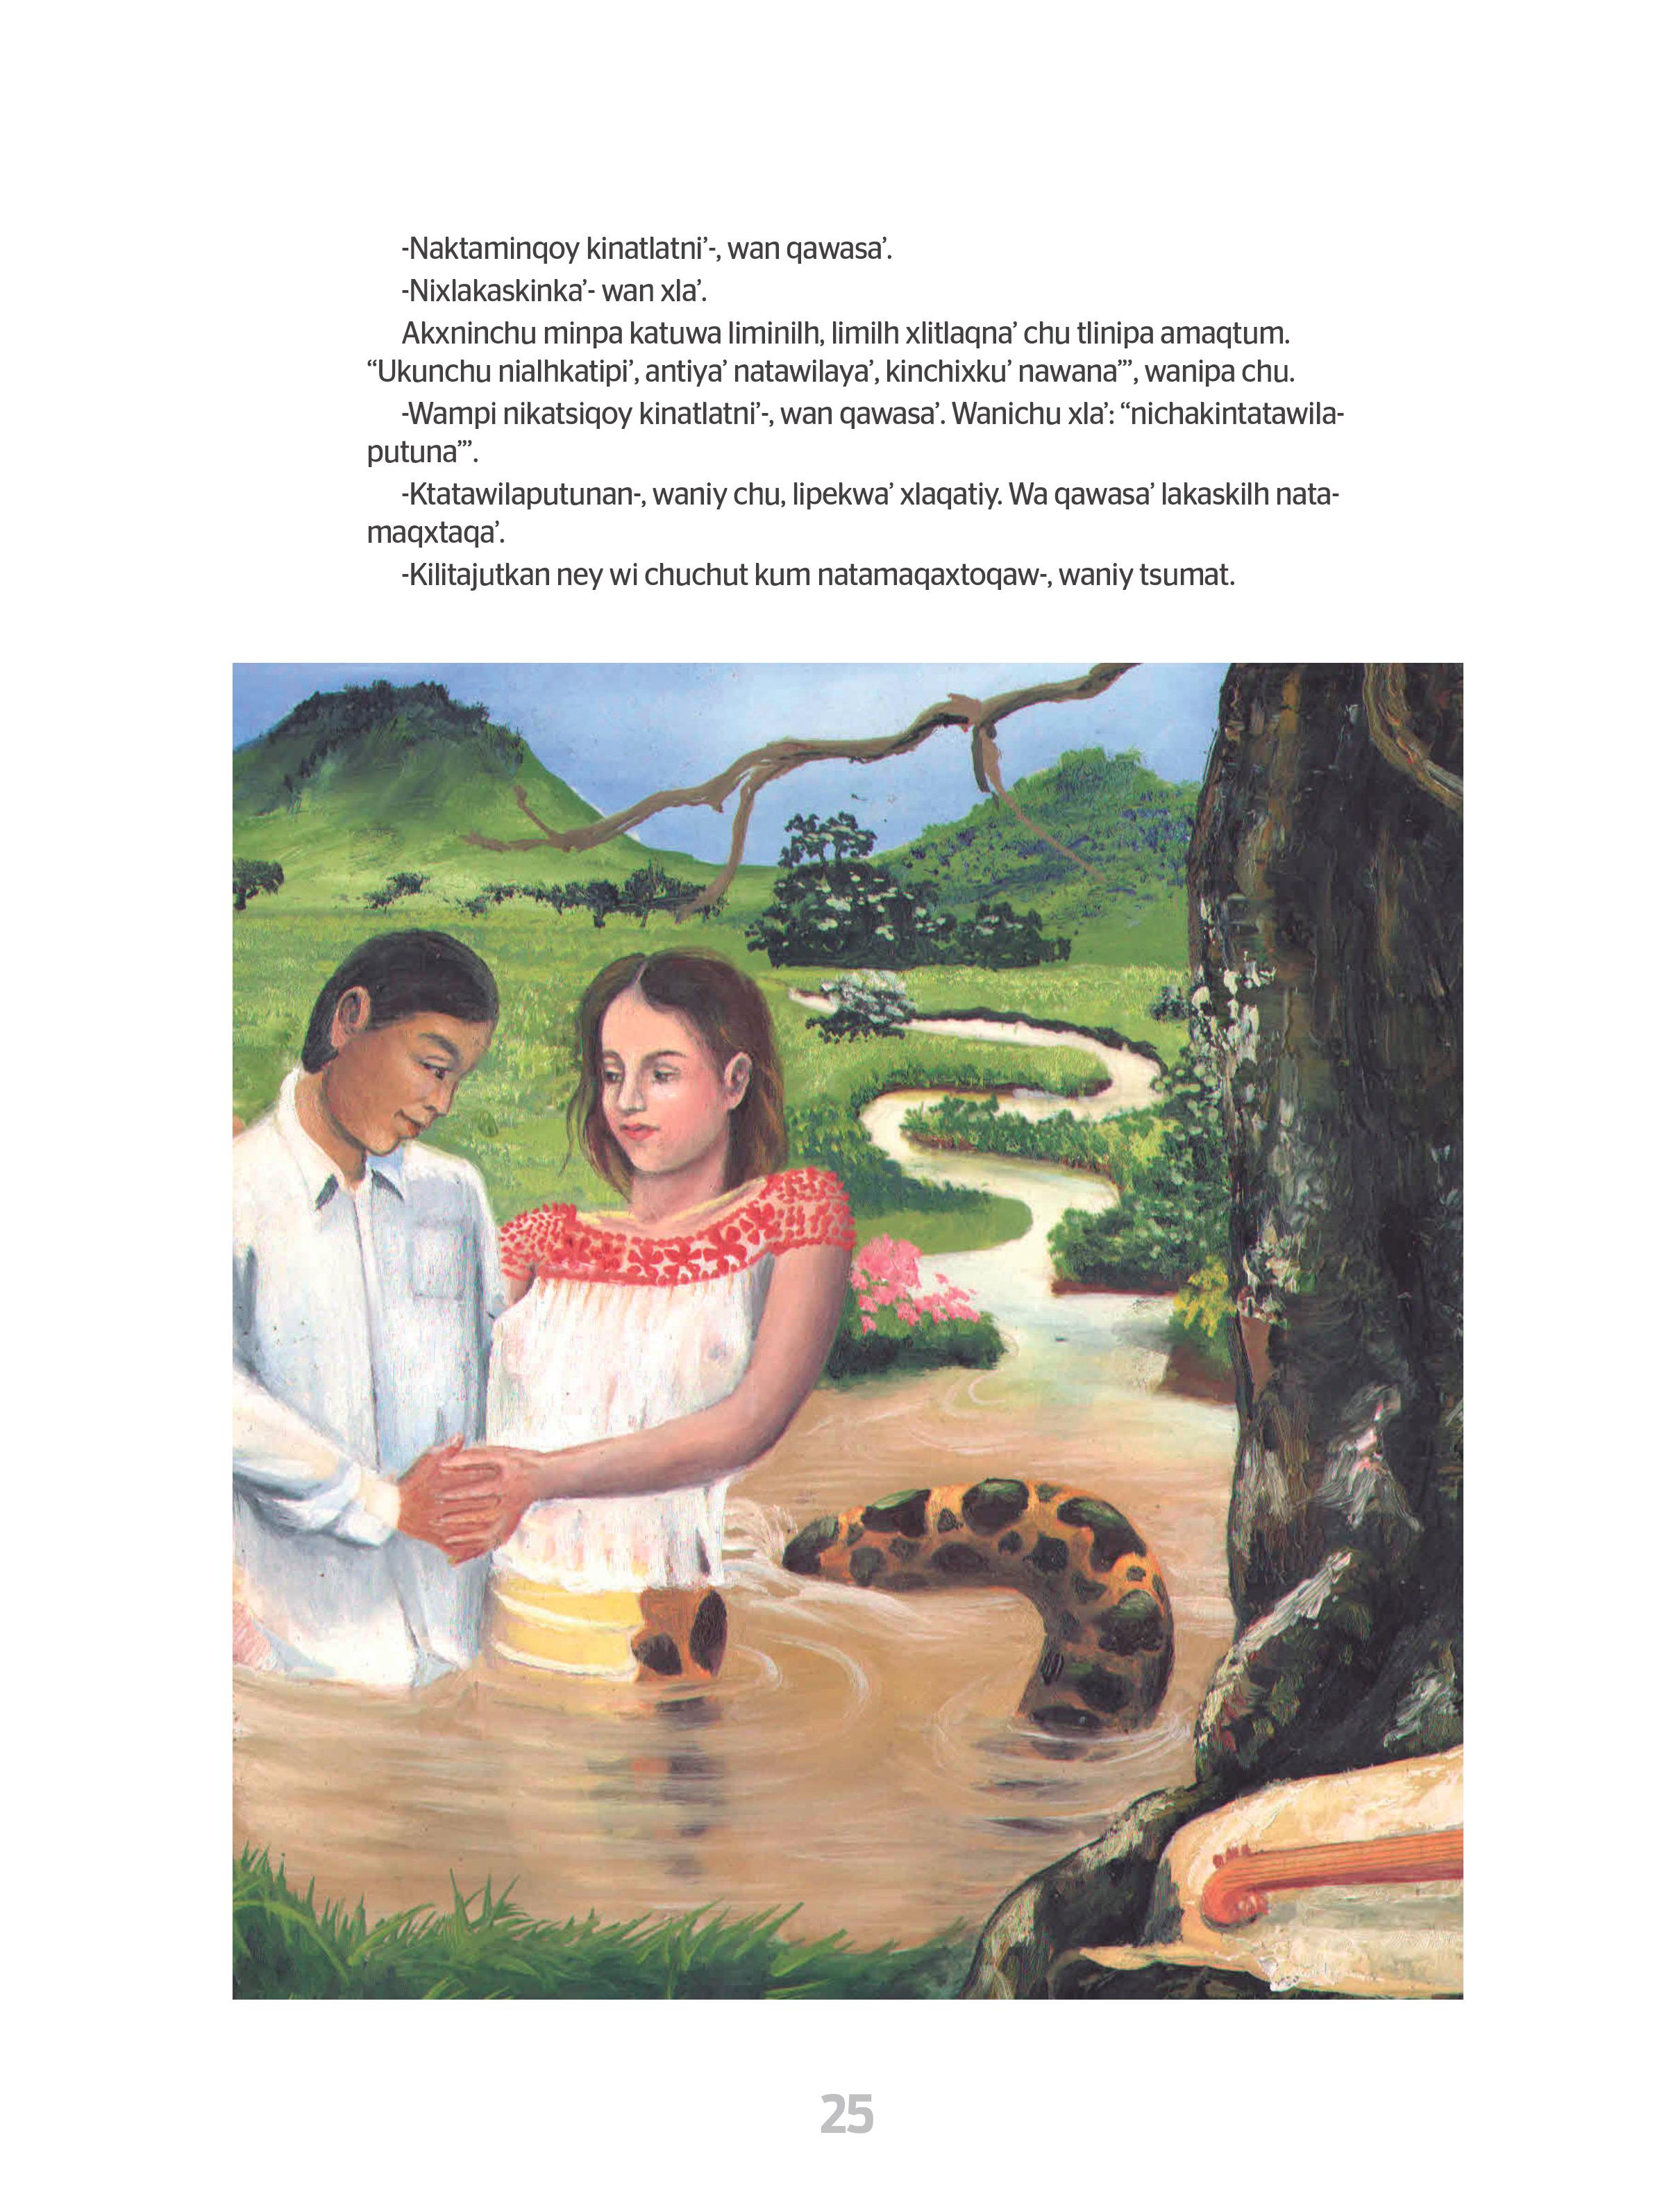 -Naktaminqoy kinatlatni’-, wan qawasa’.
-Nixlakaskinka’- wan xla’.
Akxninchu minpa katuwa liminilh, limilh xlitlaqna’ chu tlinipa amaqtum.
“Ukunchu nialhkatipi’, antiya’ natawilaya’, kinchixku’ nawana’”, wanipa chu.
-Wampi nikatsiqoy kinatlatni’-, wan qawasa’. Wanichu xla’: “nichakintatawila-
putuna’”.
-Ktatawilaputunan-, waniy chu, lipekwa’ xlaqatiy. Wa qawasa’ lakaskilh nata-
maqxtaqa’.
-Kilitajutkan ney wi chuchut kum natamaqaxtoqaw-, waniy tsumat.
25